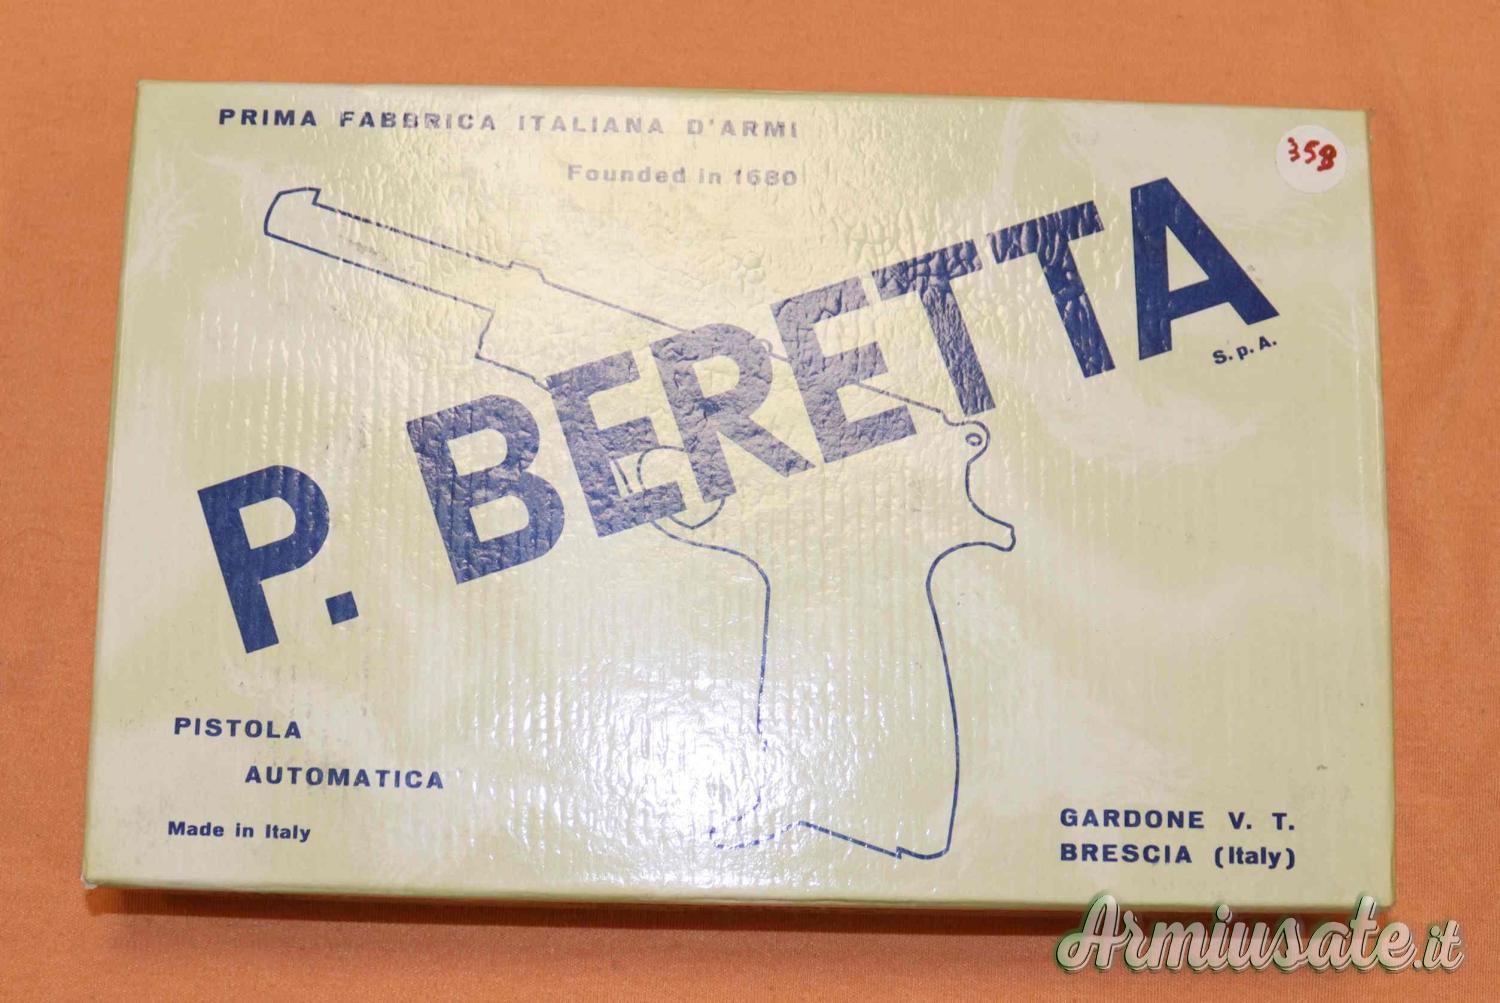 PRIMA FABBRICA ITALIANA D'ARMI
Founded in 1680
358
P. BERETTA
S.p.A.
PISTOLA
AUTOMATICA
Made in Italy
GARDONE V. T.
BRESCIA (Italy)
Armiusate.it